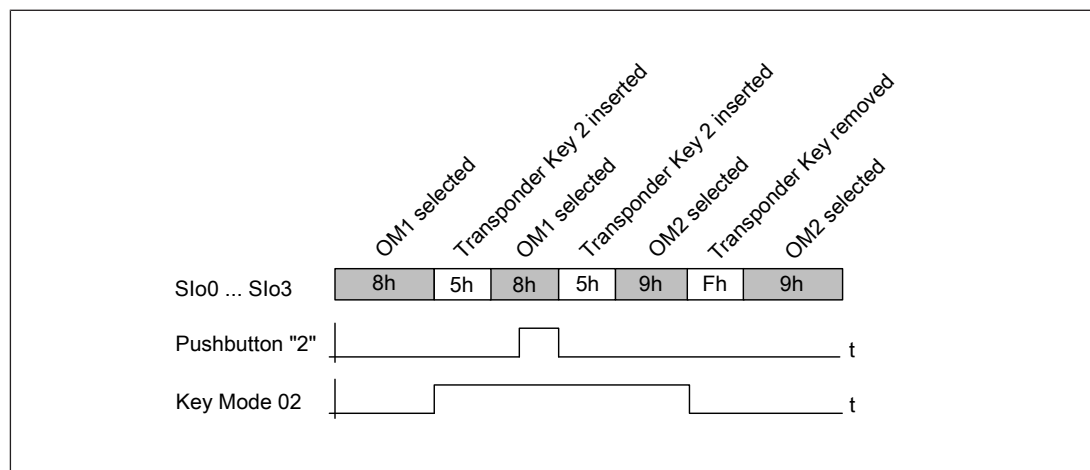 OM1 selected
Transponder Key 2 inserted
OM1 selected
Transponder Key 2 inserted
OM2 selected
Transponder Key removed
OM2 selected
SIo0 ... SIo3
8h 5h 8h 5h 9h Fh 9h
Pushbutton "2"
t
Key Mode 02
t